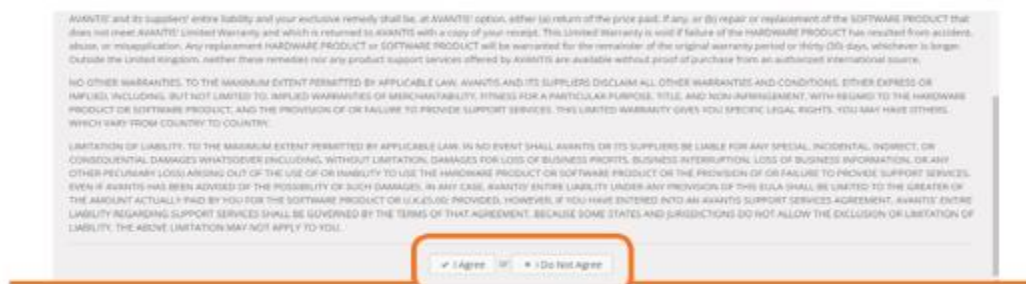 AVANTIS' and its suppliers' entire liability and your exclusive remedy shall be, at AVANTIS' option, either (a) return of the price paid, if any, or (b) repair or replacement of the SOFTWARE PRODUCT that
does not meet AVANTIS' Limited Warranty and which is returned to AVANTIS with a copy of your receipt. This Limited Warranty is void if failure of the HARDWARE PRODUCT has resulted from accident,
abuse, or misapplication. Any replacement HARDWARE PRODUCT or SOFTWARE PRODUCT will be warranted for the remainder of the original warranty period or thirty (30) days, whichever is longer.
Outside the United Kingdom, neither these remedies nor any product support services offered by AVANTIS are available without proof of purchase from an authorized international source.
NO OTHER WARRANTIES. TO THE MAXIMUM EXTENT PERMITTED BY APPLICABLE LAW, AVANTIS AND ITS SUPPLIERS DISCLAIM ALL OTHER WARRANTIES AND CONDITIONS, EITHER EXPRESS OR
IMPLIED, INCLUDING, BUT NOT LIMITED TO, IMPLIED WARRANTIES OF MERCHANTABILITY, FITNESS FOR A PARTICULAR PURPOSE, TITLE, AND NON-INFRINGEMENT, WITH REGARD TO THE HARDWARE
PRODUCT OR SOFTWARE PRODUCT, AND THE PROVISION OF OR FAILURE TO PROVIDE SUPPORT SERVICES. THIS LIMITED WARRANTY GIVES YOU SPECIFIC LEGAL RIGHTS. YOU MAY HAVE OTHERS,
WHICH VARY FROM COUNTRY TO COUNTRY.
LIMITATION OF LIABILITY. TO THE MAXIMUM EXTENT PERMITTED BY APPLICABLE LAW, IN NO EVENT SHALL AVANTIS OR ITS SUPPLIERS BE LIABLE FOR ANY SPECIAL, INCIDENTAL, INDIRECT, OR
CONSEQUENTIAL DAMAGES WHATSOEVER (INCLUDING, WITHOUT LIMITATION, DAMAGES FOR LOSS OF BUSINESS PROFITS, BUSINESS INTERRUPTION, LOSS OF BUSINESS INFORMATION, OR ANY
OTHER PECUNIARY LOSS) ARISING OUT OF THE USE OF OR INABILITY TO USE THE HARDWARE PRODUCT OR SOFTWARE PRODUCT OR THE PROVISION OF OR FAILURE TO PROVIDE SUPPORT SERVICES,
EVEN IF AVANTIS HAS BEEN ADVISED OF THE POSSIBILITY OF SUCH DAMAGES. IN ANY CASE, AVANTIS' ENTIRE LIABILITY UNDER ANY PROVISION OF THIS EULA SHALL BE LIMITED TO THE GREATER OF
THE AMOUNT ACTUALLY PAID BY YOU FOR THE SOFTWARE PRODUCT OR U.K.£5.00; PROVIDED, HOWEVER, IF YOU HAVE ENTERED INTO AN AVANTIS SUPPORT SERVICES AGREEMENT, AVANTIS' ENTIRE
LIABILITY REGARDING SUPPORT SERVICES SHALL BE GOVERNED BY THE TERMS OF THAT AGREEMENT. BECAUSE SOME STATES AND JURISDICTIONS DO NOT ALLOW THE EXCLUSION OR LIMITATION OF
LIABILITY, THE ABOVE LIMITATION MAY NOT APPLY TO YOU.
✓ I Agree or × I Do Not Agree